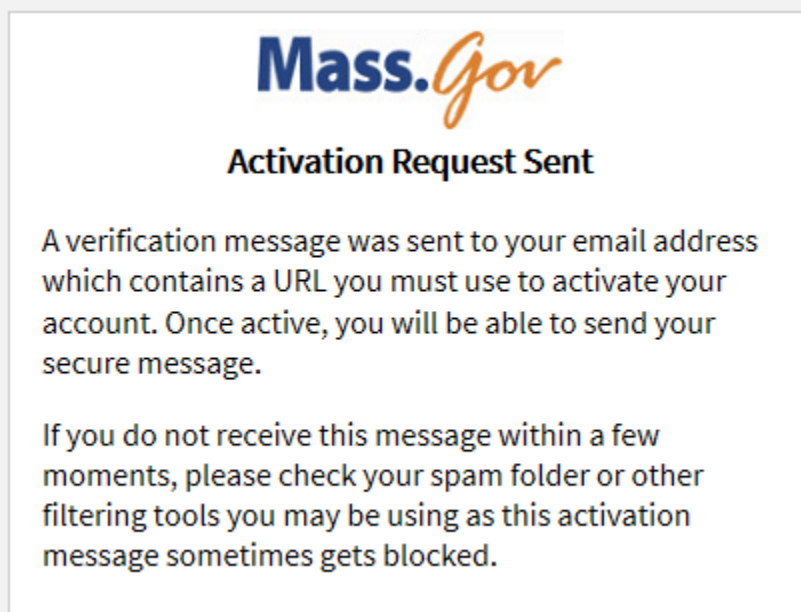 Mass.Gov
Activation Request Sent
A verification message was sent to your email address
which contains a URL you must use to activate your
account. Once active, you will be able to send your
secure message.
If you do not receive this message within a few
moments, please check your spam folder or other
filtering tools you may be using as this activation
message sometimes gets blocked.